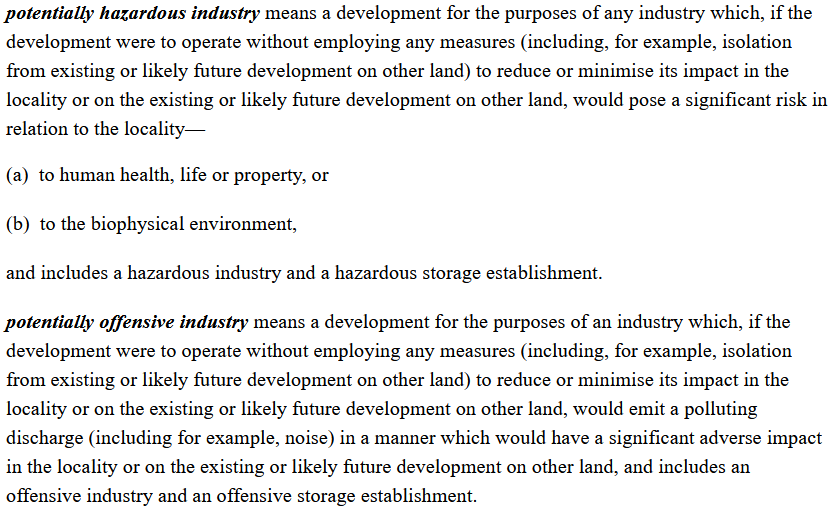 potentially hazardous industry means a development for the purposes of any industry which, if the
development were to operate without employing any measures (including, for example, isolation
from existing or likely future development on other land) to reduce or minimise its impact in the
locality or on the existing or likely future development on other land, would pose a significant risk in
relation to the locality—
(a) to human health, life or property, or
(b) to the biophysical environment,
and includes a hazardous industry and a hazardous storage establishment.
potentially offensive industry means a development for the purposes of an industry which, if the
development were to operate without employing any measures (including, for example, isolation
from existing or likely future development on other land) to reduce or minimise its impact in the
locality or on the existing or likely future development on other land, would emit a polluting
discharge (including for example, noise) in a manner which would have a significant adverse impact
in the locality or on the existing or likely future development on other land, and includes an
offensive industry and an offensive storage establishment.